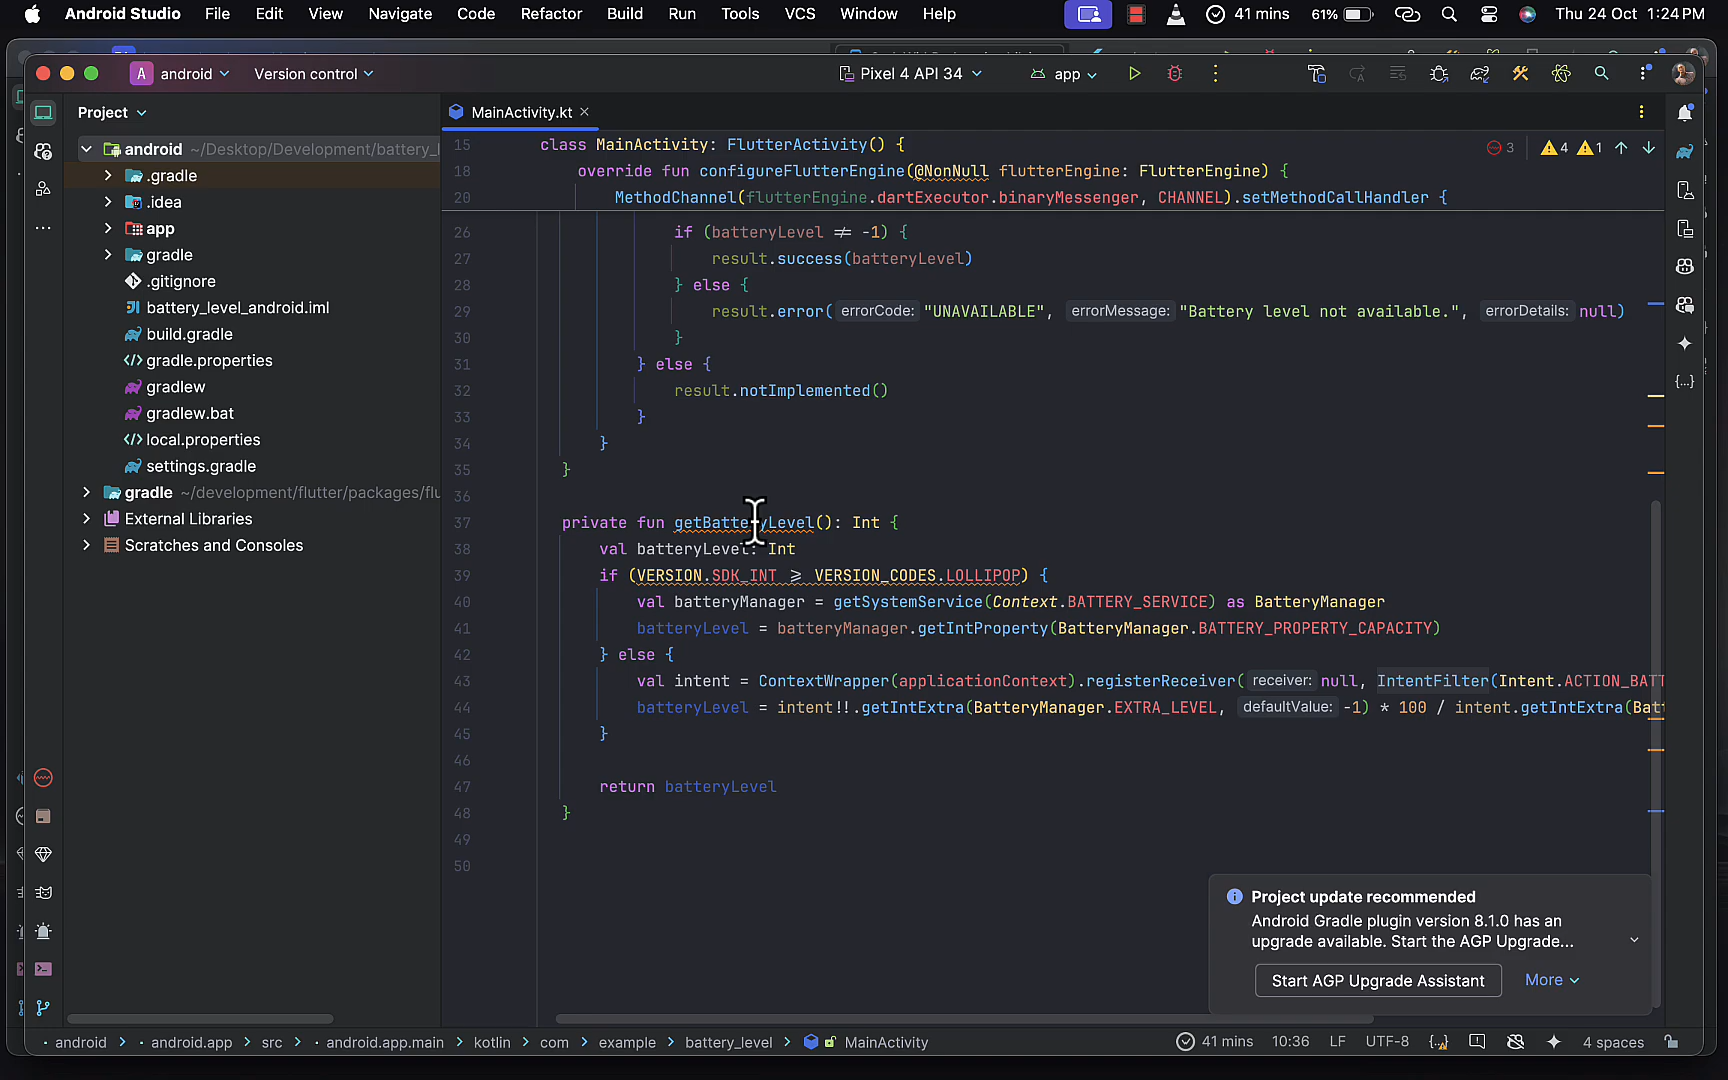 Android Studio File Edit View Navigate Code Refactor Build Run Tools VCS Window Help 41 mins 61% Thu 24 Oct 1:24 PM
A android Version control Pixel 4 API 34 app
Project
MainActivity.kt
android ~/Desktop/Development/battery_l
.gradle
.idea
app
gradle
.gitignore
battery_level_android.iml
build.gradle
gradle.properties
gradlew
gradlew.bat
local.properties
settings.gradle
gradle ~/development/flutter/packages/flu
External Libraries
Scratches and Consoles
3 4 1
15 class MainActivity: FlutterActivity() {
18 override fun configureFlutterEngine(@NonNull flutterEngine: FlutterEngine) {
20 MethodChannel(flutterEngine.dartExecutor.binaryMessenger, CHANNEL).setMethodCallHandler {
26 if (batteryLevel ≠ -1) {
27 result.success(batteryLevel)
28 } else {
29 result.error( errorCode: "UNAVAILABLE", errorMessage: "Battery level not available.", errorDetails: null)
30 }
31 } else {
32 result.notImplemented()
33 }
34 }
35 }
36
37 private fun getBatteryLevel(): Int {
38 val batteryLevel: Int
39 if (VERSION.SDK_INT ≥ VERSION_CODES.LOLLIPOP) {
40 val batteryManager = getSystemService(Context.BATTERY_SERVICE) as BatteryManager
41 batteryLevel = batteryManager.getIntProperty(BatteryManager.BATTERY_PROPERTY_CAPACITY)
42 } else {
43 val intent = ContextWrapper(applicationContext).registerReceiver( receiver: null, IntentFilter(Intent.ACTION_BATT
44 batteryLevel = intent!!.getIntExtra(BatteryManager.EXTRA_LEVEL, defaultValue: -1) * 100 / intent.getIntExtra(Bat
45 }
46
47 return batteryLevel
48 }
49
50
Project update recommended
Android Gradle plugin version 8.1.0 has an
upgrade available. Start the AGP Upgrade...
Start AGP Upgrade Assistant More
android > android.app > src > android.app.main > kotlin > com > example > battery_level > MainActivity 41 mins 10:36 LF UTF-8 4 spaces